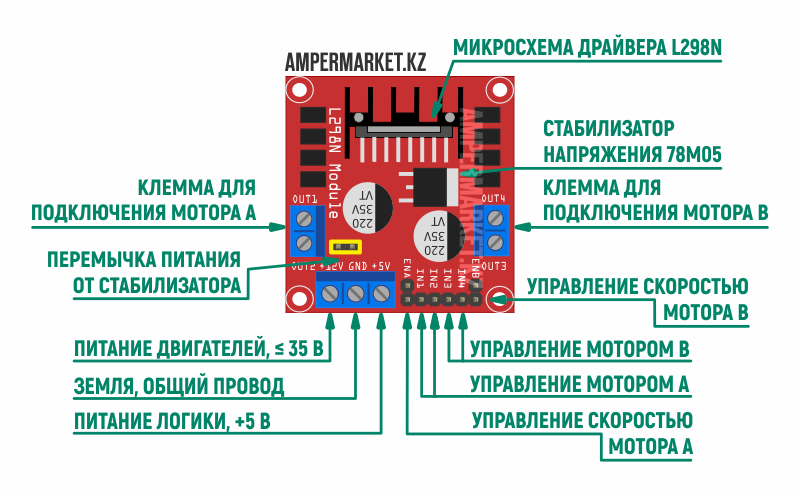 AMPERMARKET.KZ
МИКРОСХЕМА ДРАЙВЕРА L298N
СТАБИЛИЗАТОР
НАПРЯЖЕНИЯ 78M05
КЛЕММА ДЛЯ
ПОДКЛЮЧЕНИЯ МОТОРА А
КЛЕММА ДЛЯ
ПОДКЛЮЧЕНИЯ МОТОРА В
ПЕРЕМЫЧКА ПИТАНИЯ
ОТ СТАБИЛИЗАТОРА
L298N Module
AMPERMARKET.KZ
OUT1
OUT4
VT
35V
220
VT
35V
220
OUT2
+12V GND +5V
OUT3
ENA
IN1
IN2
IN3
IN4
ENB
УПРАВЛЕНИЕ СКОРОСТЬЮ
МОТОРА В
ПИТАНИЕ ДВИГАТЕЛЕЙ, ≤ 35 В
ЗЕМЛЯ, ОБЩИЙ ПРОВОД
ПИТАНИЕ ЛОГИКИ, +5 В
УПРАВЛЕНИЕ МОТОРОМ В
УПРАВЛЕНИЕ МОТОРОМ А
УПРАВЛЕНИЕ СКОРОСТЬЮ
МОТОРА А